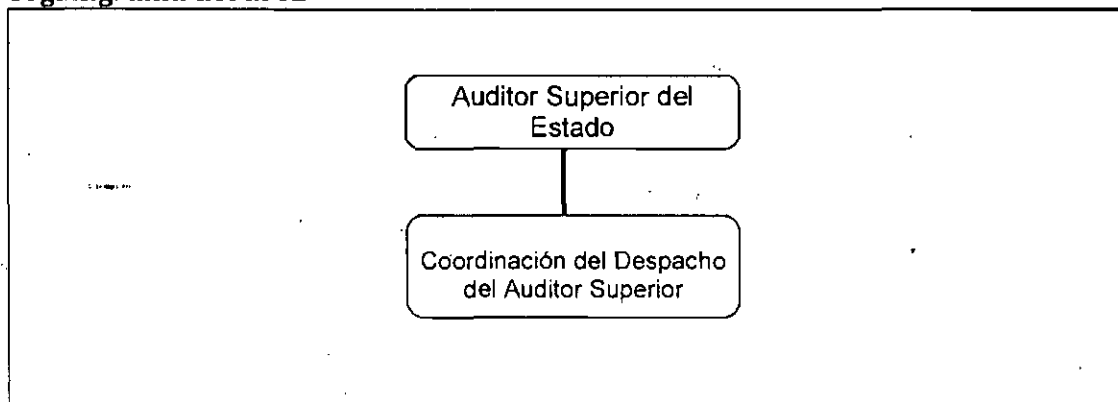 Auditor Superior del
Estado
Coordinación del Despacho
del Auditor Superior